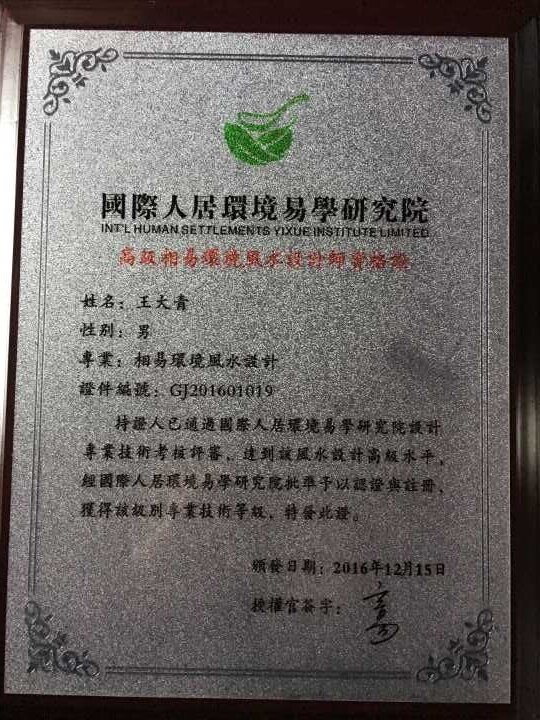 國際人居環境易學研究院
INT'L HUMAN SETTLEMENTS YIXUE INSTITUTE LIMITED
高級相易環境風水設計師資格證
姓名：王大青
性别：男
專業：相易環境風水設計
證件編號：GJ201601019
持證人已通過國際人居環境易學研究院設計
專業技術考核評審，達到該風水設計高級水平，
經國際人居環境易學研究院批準予以認證與註冊，
獲得該級別專業技術等級，特發此證。
頒發日期：2016年12月15日
授權官簽字：